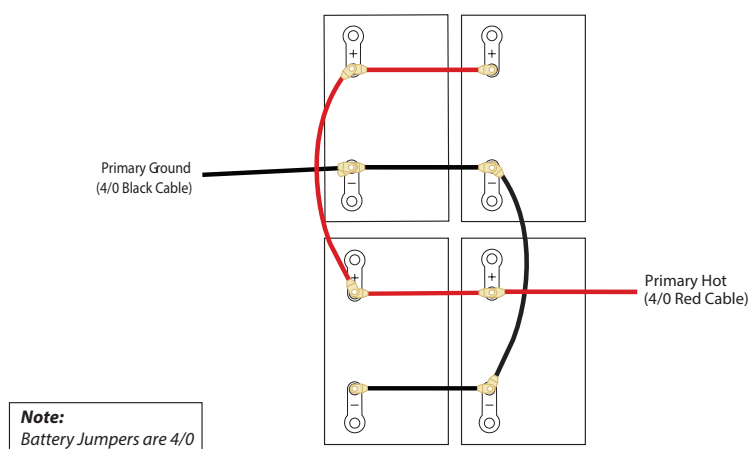 +
+
Primary Ground
(4/0 Black Cable)
–
–
+
+
Primary Hot
(4/0 Red Cable)
–
–
Note:
Battery Jumpers are 4/0